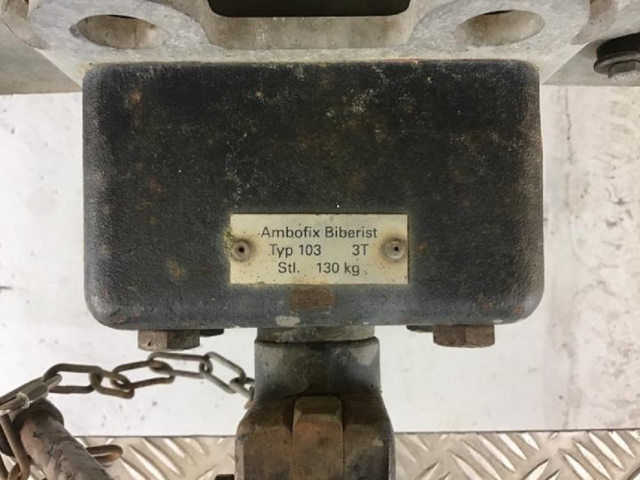 Ambofix Biberist
Typ 103 3T
Stl. 130 kg